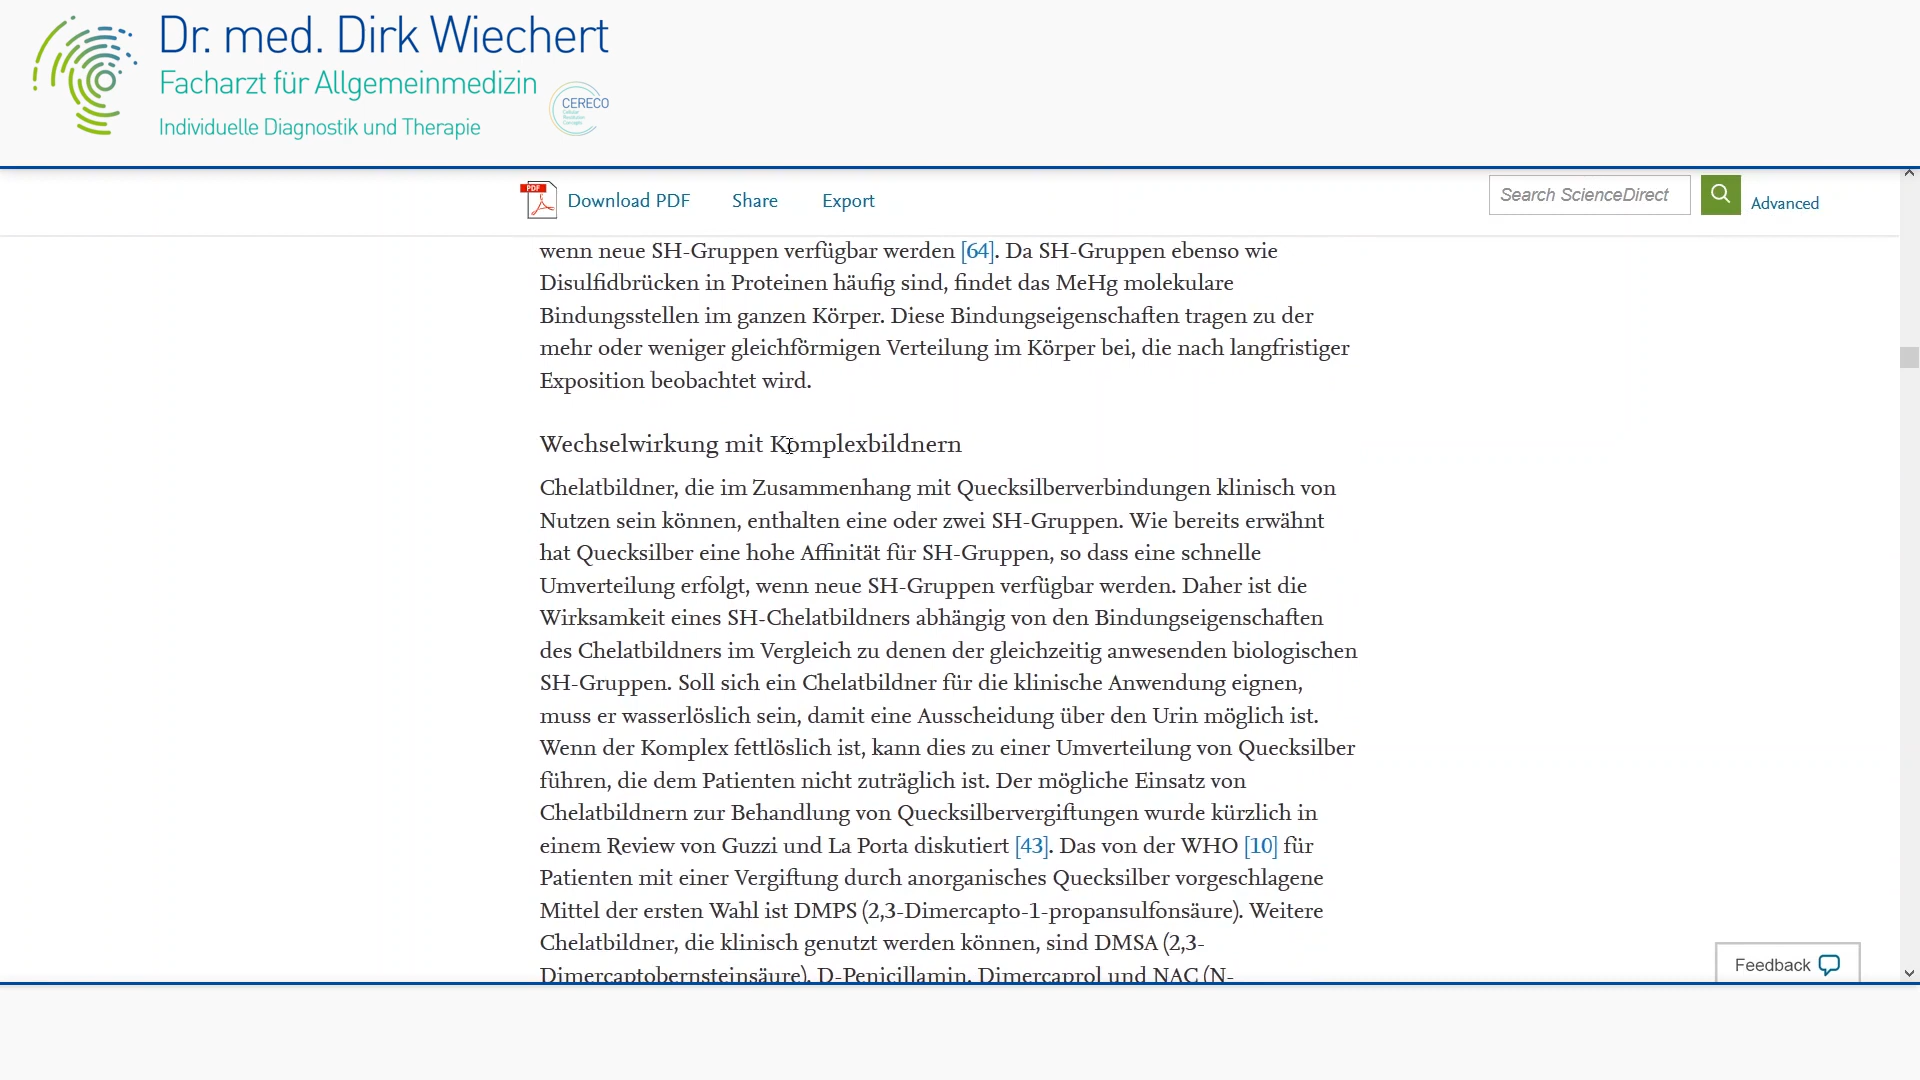 Dr. med. Dirk Wiechert
Facharzt für Allgemeinmedizin
CERECO
Cellular
Resolution
Concepts
Individuelle Diagnostik und Therapie
PDF
Download PDF Share Export Search ScienceDirect Advanced
wenn neue SH-Gruppen verfügbar werden [64]. Da SH-Gruppen ebenso wie
Disulfidbrücken in Proteinen häufig sind, findet das MeHg molekulare
Bindungsstellen im ganzen Körper. Diese Bindungseigenschaften tragen zu der
mehr oder weniger gleichförmigen Verteilung im Körper bei, die nach langfristiger
Exposition beobachtet wird.
Wechselwirkung mit Komplexbildnern
Chelatbildner, die im Zusammenhang mit Quecksilberverbindungen klinisch von
Nutzen sein können, enthalten eine oder zwei SH-Gruppen. Wie bereits erwähnt
hat Quecksilber eine hohe Affinität für SH-Gruppen, so dass eine schnelle
Umverteilung erfolgt, wenn neue SH-Gruppen verfügbar werden. Daher ist die
Wirksamkeit eines SH-Chelatbildners abhängig von den Bindungseigenschaften
des Chelatbildners im Vergleich zu denen der gleichzeitig anwesenden biologischen
SH-Gruppen. Soll sich ein Chelatbildner für die klinische Anwendung eignen,
muss er wasserlöslich sein, damit eine Ausscheidung über den Urin möglich ist.
Wenn der Komplex fettlöslich ist, kann dies zu einer Umverteilung von Quecksilber
führen, die dem Patienten nicht zuträglich ist. Der mögliche Einsatz von
Chelatbildnern zur Behandlung von Quecksilbervergiftungen wurde kürzlich in
einem Review von Guzzi und La Porta diskutiert [43]. Das von der WHO [10] für
Patienten mit einer Vergiftung durch anorganisches Quecksilber vorgeschlagene
Mittel der ersten Wahl ist DMPS (2,3-Dimercapto-1-propansulfonsäure). Weitere
Chelatbildner, die klinisch genutzt werden können, sind DMSA (2,3-
Dimercaptobernsteinsäure), D-Penicillamin, Dimercaprol und NAC (N-
Feedback